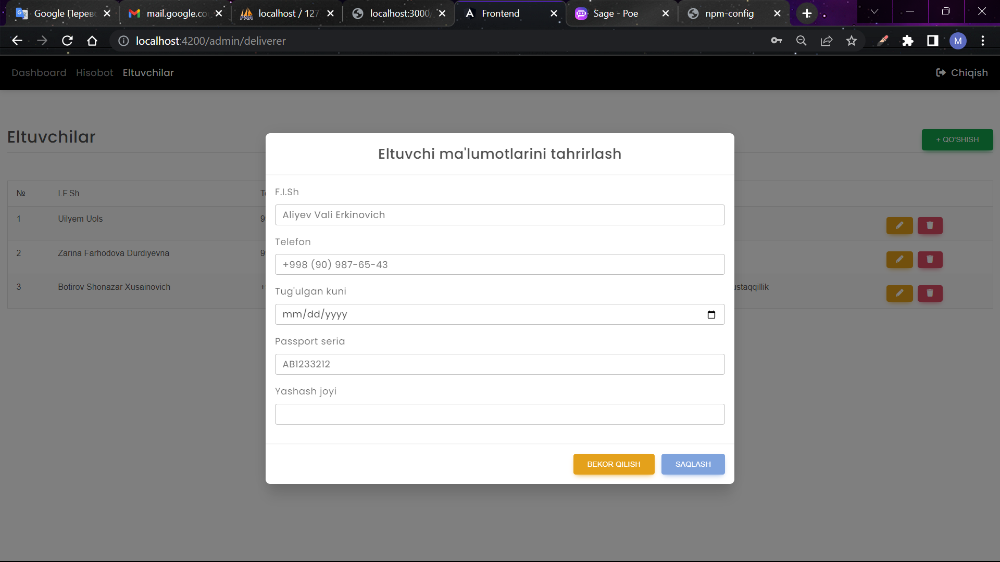 Google Перев
mail.google.co
localhost / 127
localhost:3000/
Frontend
Sage - Poe
npm-config
localhost:4200/admin/deliverer
M
Dashboard Hisobot Eltuvchilar
Chiqish
Eltuvchilar
+ QO'SHISH
№ I.F.Sh
1 Uilyem Uols 9
2 Zarina Farhodova Durdiyevna 9
3 Botirov Shonazar Xusainovich + ustaqqillik
Eltuvchi ma'lumotlarini tahrirlash
F.I.Sh
Aliyev Vali Erkinovich
Telefon
+998 (90) 987-65-43
Tug'ulgan kuni
mm/dd/yyyy
Passport seria
AB1233212
Yashash joyi
BEKOR QILISH
SAQLASH